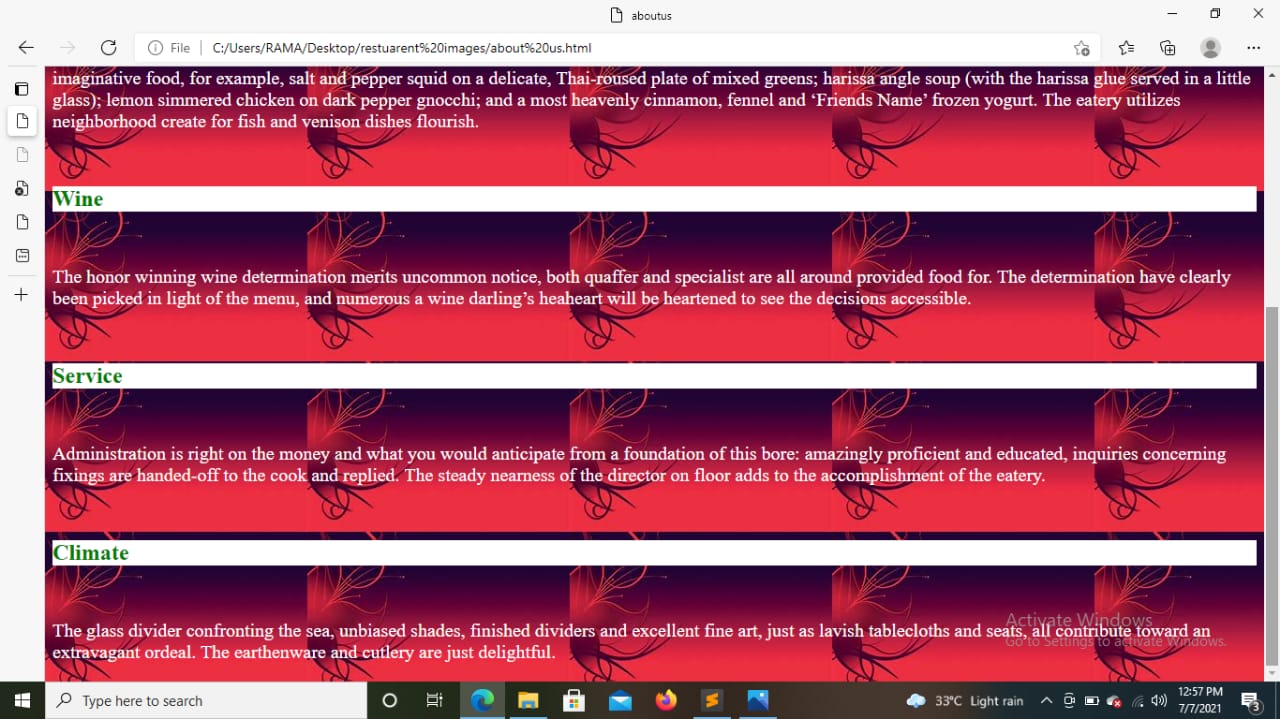 aboutus
File
C:/Users/RAMA/Desktop/restuarent%20images/about%20us.html
imaginative food, for example, salt and pepper squid on a delicate, Thai-roused plate of mixed greens; harissa angle soup (with the harissa glue served in a little
glass); lemon simmered chicken on dark pepper gnocchi; and a most heavenly cinnamon, fennel and ‘Friends Name’ frozen yogurt. The eatery utilizes
neighborhood create for fish and venison dishes flourish.
Wine
The honor winning wine determination merits uncommon notice, both quaffer and specialist are all around provided food for. The determination have clearly
been picked in light of the menu, and numerous a wine darling’s heaheart will be heartened to see the decisions accessible.
Service
Administration is right on the money and what you would anticipate from a foundation of this bore: amazingly proficient and educated, inquiries concerning
fixings are handed-off to the cook and replied. The steady nearness of the director on floor adds to the accomplishment of the eatery.
Climate
The glass divider confronting the sea, unbiased shades, finished dividers and excellent fine art, just as lavish tablecloths and seats, all contribute toward an
extravagant ordeal. The earthenware and cutlery are just delightful.
Activate Windows
Go to Settings to activate Windows.
Type here to search
33°C Light rain
12:57 PM
7/7/2021
3